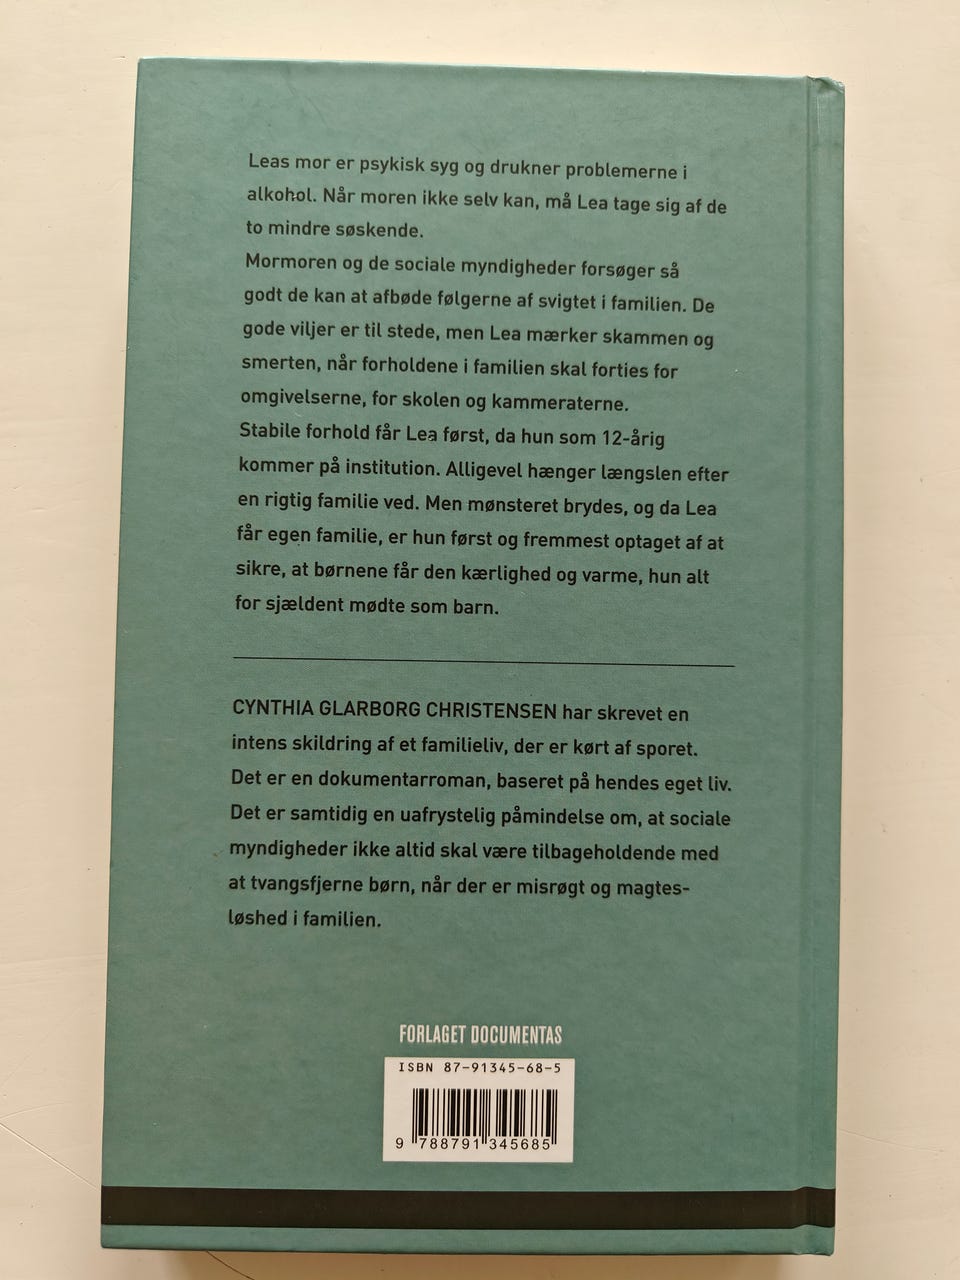 Leas mor er psykisk syg og drukner problemerne i
alkohol. Når moren ikke selv kan, må Lea tage sig af de
to mindre søskende.
Mormoren og de sociale myndigheder forsøger så
godt de kan at afbøde følgerne af svigtet i familien. De
gode viljer er til stede, men Lea mærker skammen og
smerten, når forholdene i familien skal forties for
omgivelserne, for skolen og kammeraterne.
Stabile forhold får Lea først, da hun som 12-årig
kommer på institution. Alligevel hænger længslen efter
en rigtig familie ved. Men mønsteret brydes, og da Lea
får egen familie, er hun først og fremmest optaget af at
sikre, at børnene får den kærlighed og varme, hun alt
for sjældent mødte som barn.
CYNTHIA GLARBORG CHRISTENSEN har skrevet en
intens skildring af et familieliv, der er kørt af sporet.
Det er en dokumentarroman, baseret på hendes eget liv.
Det er samtidig en uafrystelig påmindelse om, at sociale
myndigheder ikke altid skal være tilbageholdende med
at tvangsfjerne børn, når der er misrøgt og magtes-
løshed i familien.
FORLAGET DOCUMENTAS
ISBN 87-91345-68-5
9 788791 345685